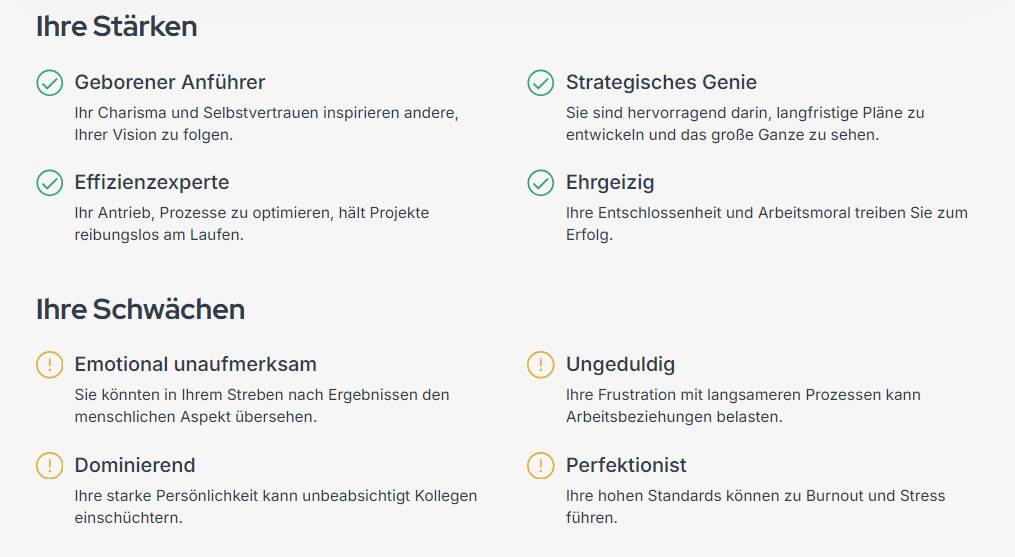 Ihre Stärken
Geborener Anführer
Ihr Charisma und Selbstvertrauen inspirieren andere,
Ihrer Vision zu folgen.
Strategisches Genie
Sie sind hervorragend darin, langfristige Pläne zu
entwickeln und das große Ganze zu sehen.
Effizienzexperte
Ihr Antrieb, Prozesse zu optimieren, hält Projekte
reibungslos am Laufen.
Ehrgeizig
Ihre Entschlossenheit und Arbeitsmoral treiben Sie zum
Erfolg.
Ihre Schwächen
Emotional unaufmerksam
Sie könnten in Ihrem Streben nach Ergebnissen den
menschlichen Aspekt übersehen.
Ungeduldig
Ihre Frustration mit langsameren Prozessen kann
Arbeitsbeziehungen belasten.
Dominierend
Ihre starke Persönlichkeit kann unbeabsichtigt Kollegen
einschüchtern.
Perfektionist
Ihre hohen Standards können zu Burnout und Stress
führen.